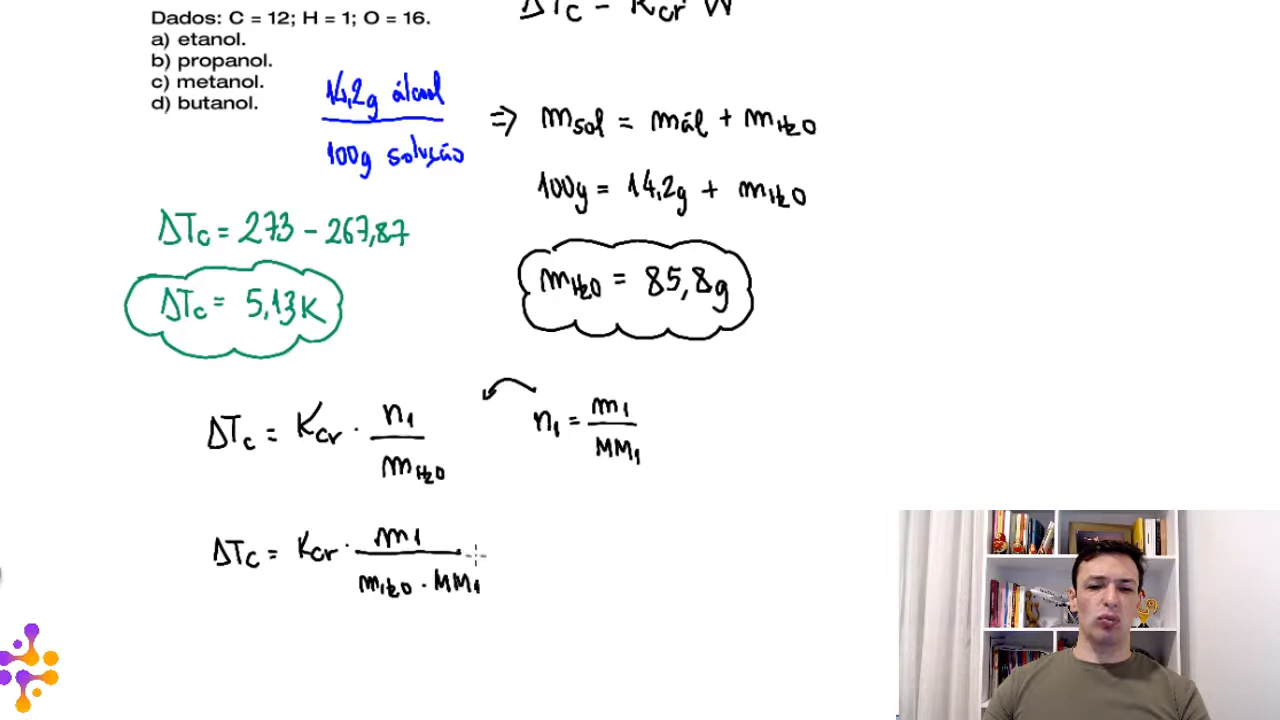 Dados: C = 12; H = 1; O = 16.
a) etanol.
b) propanol.
c) metanol.
d) butanol.
ΔTc = Kcr W
14,2g álcool
100g solução
⇒ msol = mál + mH2O
100g = 14,2g + mH2O
mH2O = 85,8g
ΔTc = 273 - 267,87
ΔTc = 5,13K
ΔTc = Kcr · n1 / mH2O
n1 = m1 / MM1
ΔTc = Kcr · m1 / mH2O · MM1